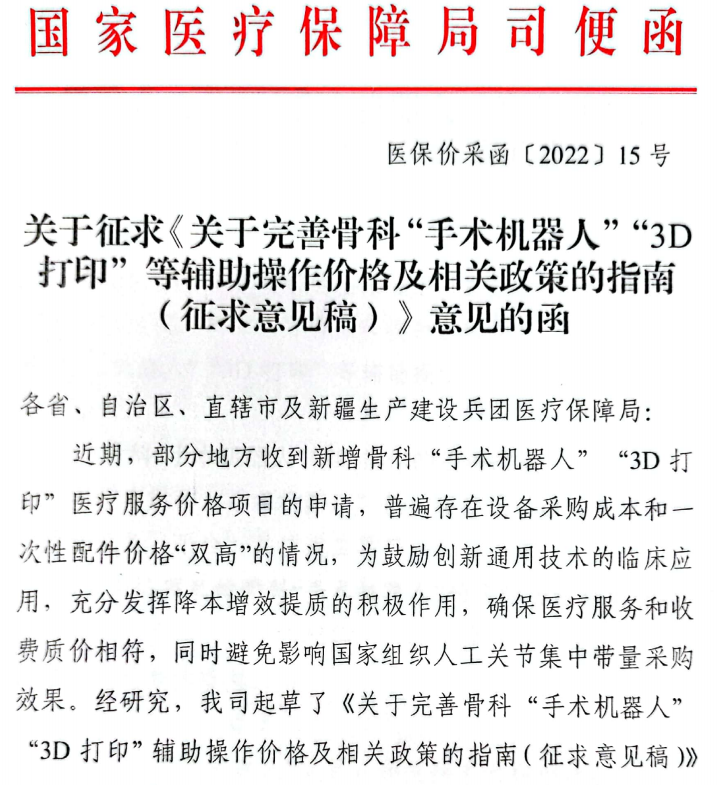 国家医疗保障局司便函
医保价采函〔2022〕15号
关于征求《关于完善骨科“手术机器人”“3D
打印”等辅助操作价格及相关政策的指南
（征求意见稿）》意见的函
各省、自治区、直辖市及新疆生产建设兵团医疗保障局：
近期，部分地方收到新增骨科“手术机器人”“3D打
印”医疗服务价格项目的申请，普遍存在设备采购成本和一
次性配件价格“双高”的情况，为鼓励创新通用技术的临床应
用，充分发挥降本增效提质的积极作用，确保医疗服务和收
费质价相符，同时避免影响国家组织人工关节集中带量采购
效果。经研究，我司起草了《关于完善骨科“手术机器人”
“3D打印”辅助操作价格及相关政策的指南（征求意见稿）》